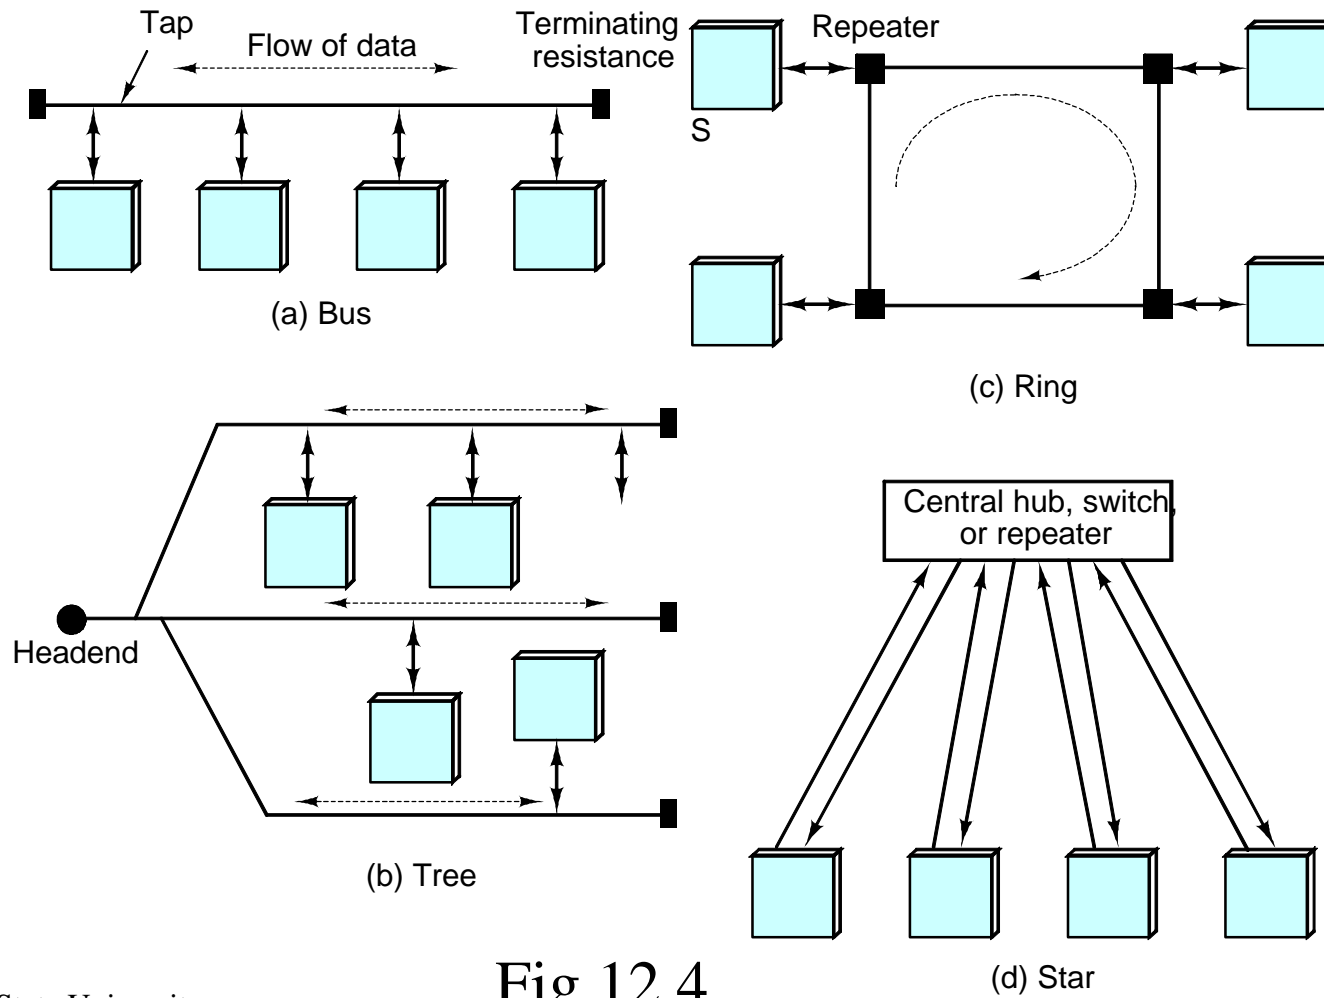 Tap
Flow of data
Terminating
resistance
(a) Bus
Repeater
S
(c) Ring
Headend
(b) Tree
Central hub, switch,
or repeater
(d) Star
Fig 12.4